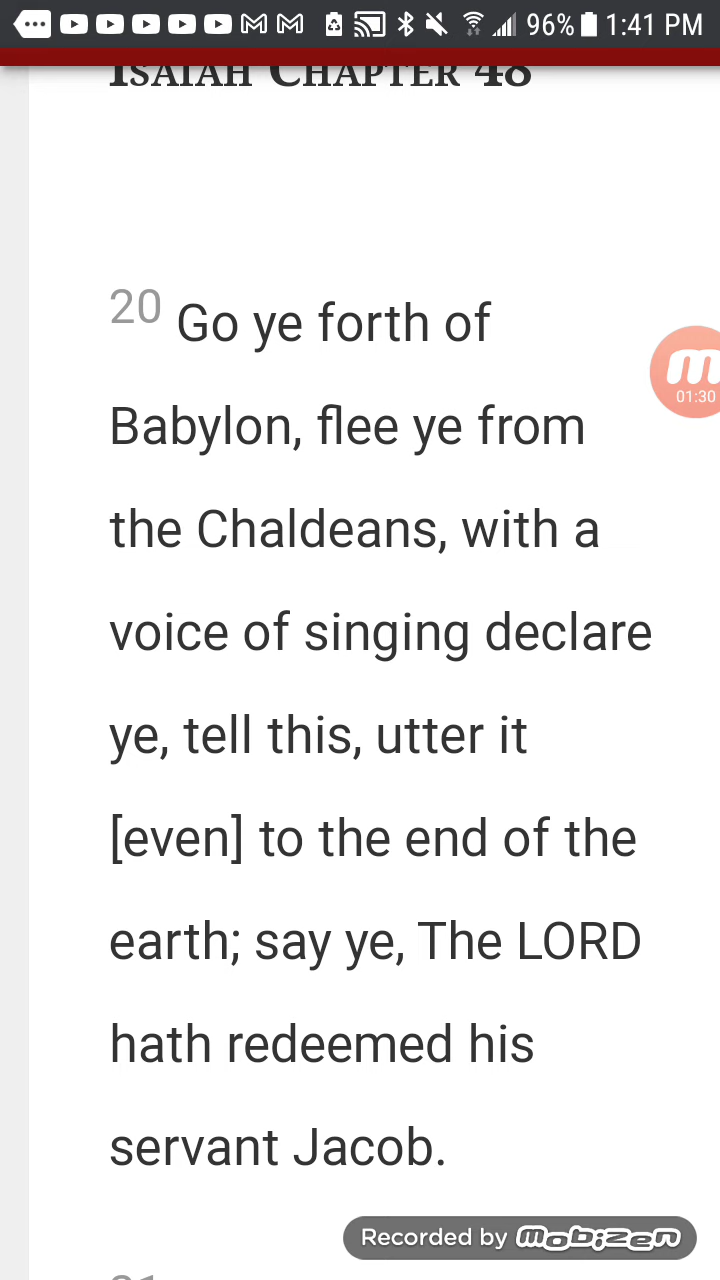 96% 1:41 PM
ISAIAH CHAPTER 48
20 Go ye forth of
Babylon, flee ye from
01:30
the Chaldeans, with a
voice of singing declare
ye, tell this, utter it
[even] to the end of the
earth; say ye, The LORD
hath redeemed his
servant Jacob.
Recorded by mobizen
21